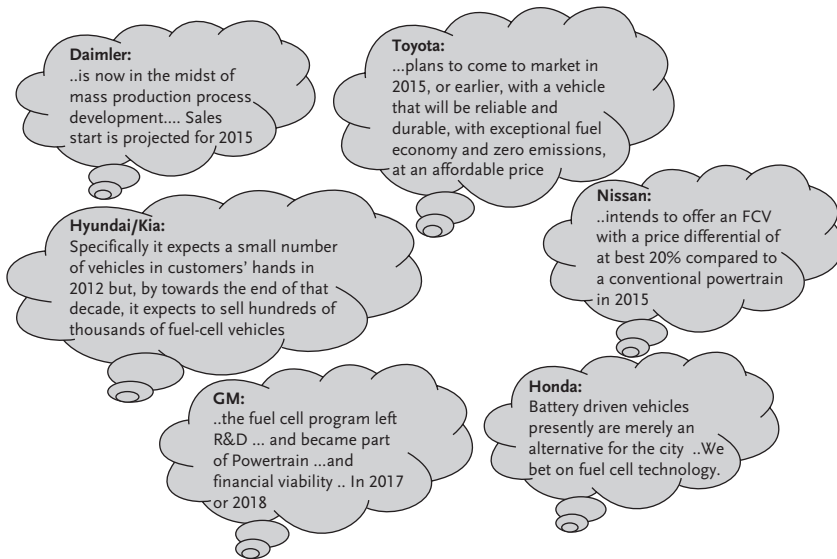 Daimler:
..is now in the midst of
mass production process
development.... Sales
start is projected for 2015
Toyota:
...plans to come to market in
2015, or earlier, with a vehicle
that will be reliable and
durable, with exceptional fuel
economy and zero emissions,
at an affordable price
Hyundai/Kia:
Specifically it expects a small number
of vehicles in customers’ hands in
2012 but, by towards the end of that
decade, it expects to sell hundreds of
thousands of fuel-cell vehicles
Nissan:
..intends to offer an FCV
with a price differential of
at best 20% compared to
a conventional powertrain
in 2015
GM:
..the fuel cell program left
R&D ... and became part
of Powertrain ...and
financial viability .. In 2017
or 2018
Honda:
Battery driven vehicles
presently are merely an
alternative for the city ..We
bet on fuel cell technology.